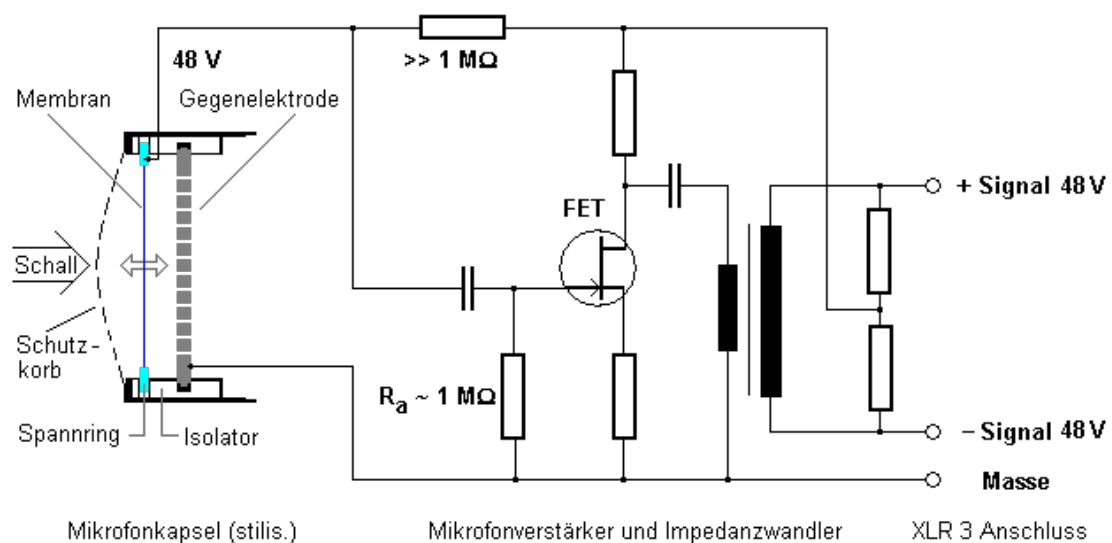 48 V
>> 1 MΩ
Membran
Gegenelektrode
FET
+ Signal 48 V
Schall
Schutz-
korb
Ra ~ 1 MΩ
Spannring
Isolator
− Signal 48 V
Masse
Mikrofonkapsel (stilis.)
Mikrofonverstärker und Impedanzwandler
XLR 3 Anschluss